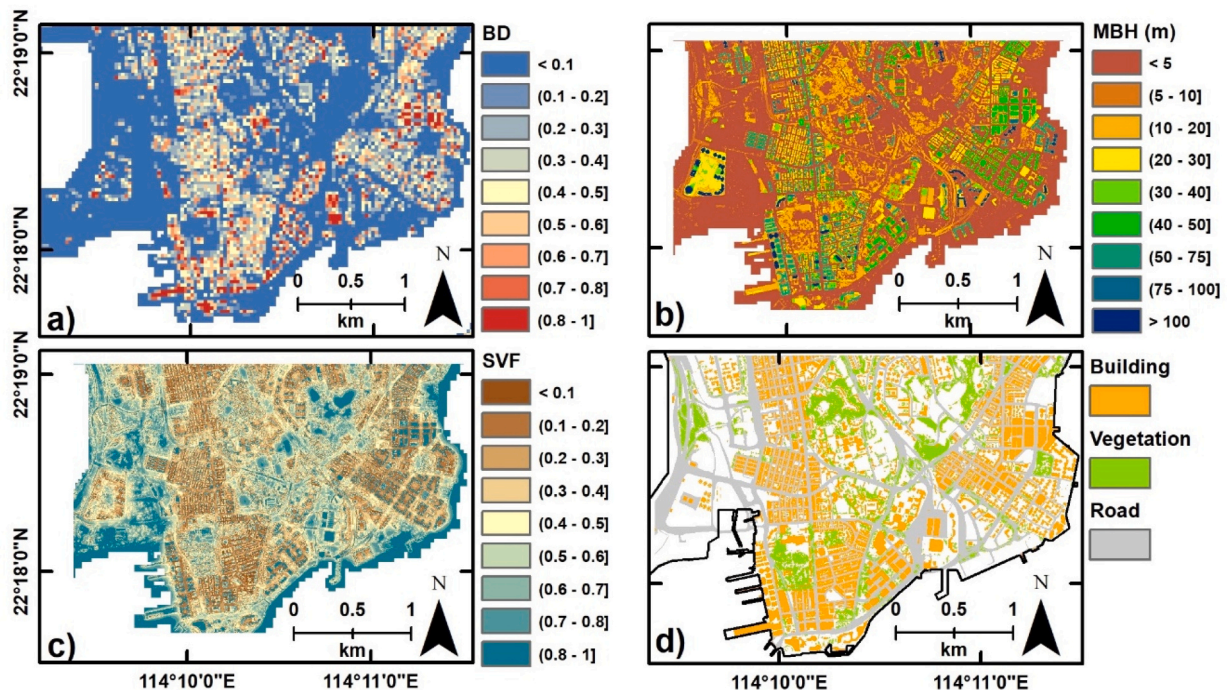 22°19'0"N
22°18'0"N
a)
N
0 0.5 1
km
BD
< 0.1
(0.1 - 0.2]
(0.2 - 0.3]
(0.3 - 0.4]
(0.4 - 0.5]
(0.5 - 0.6]
(0.6 - 0.7]
(0.7 - 0.8]
(0.8 - 1]
b)
N
0 0.5 1
km
MBH (m)
< 5
(5 - 10]
(10 - 20]
(20 - 30]
(30 - 40]
(40 - 50]
(50 - 75]
(75 - 100]
> 100
22°19'0"N
22°18'0"N
c)
N
0 0.5 1
km
114°10'0"E
114°11'0"E
SVF
< 0.1
(0.1 - 0.2]
(0.2 - 0.3]
(0.3 - 0.4]
(0.4 - 0.5]
(0.5 - 0.6]
(0.6 - 0.7]
(0.7 - 0.8]
(0.8 - 1]
d)
N
0 0.5 1
km
114°10'0"E
114°11'0"E
Building
Vegetation
Road